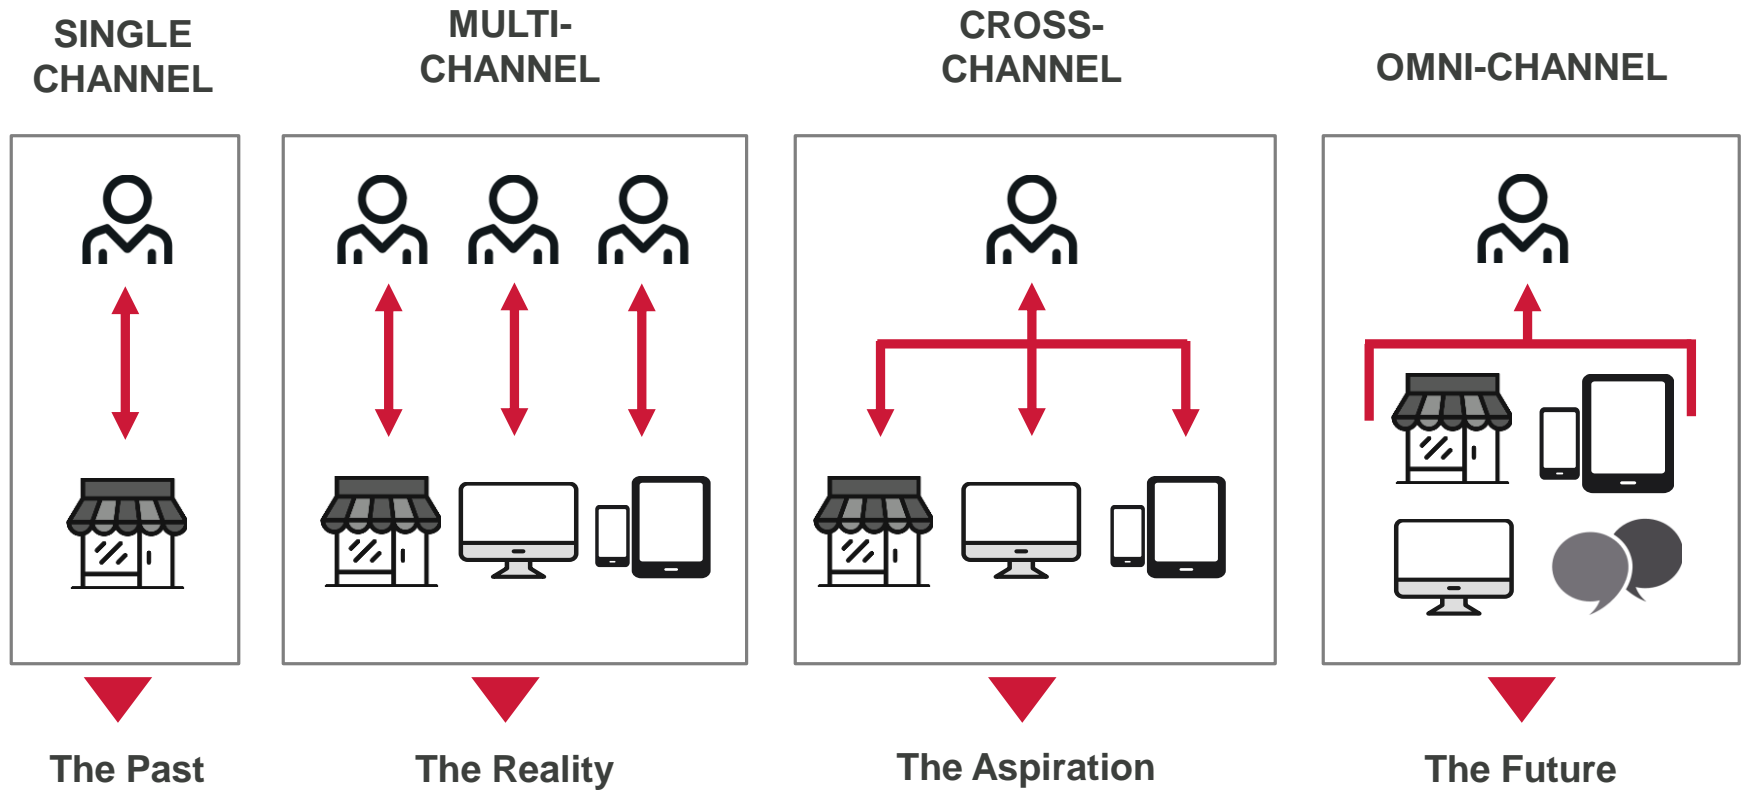 SINGLE
CHANNEL
MULTI-
CHANNEL
CROSS-
CHANNEL
OMNI-CHANNEL
The Past
The Reality
The Aspiration
The Future